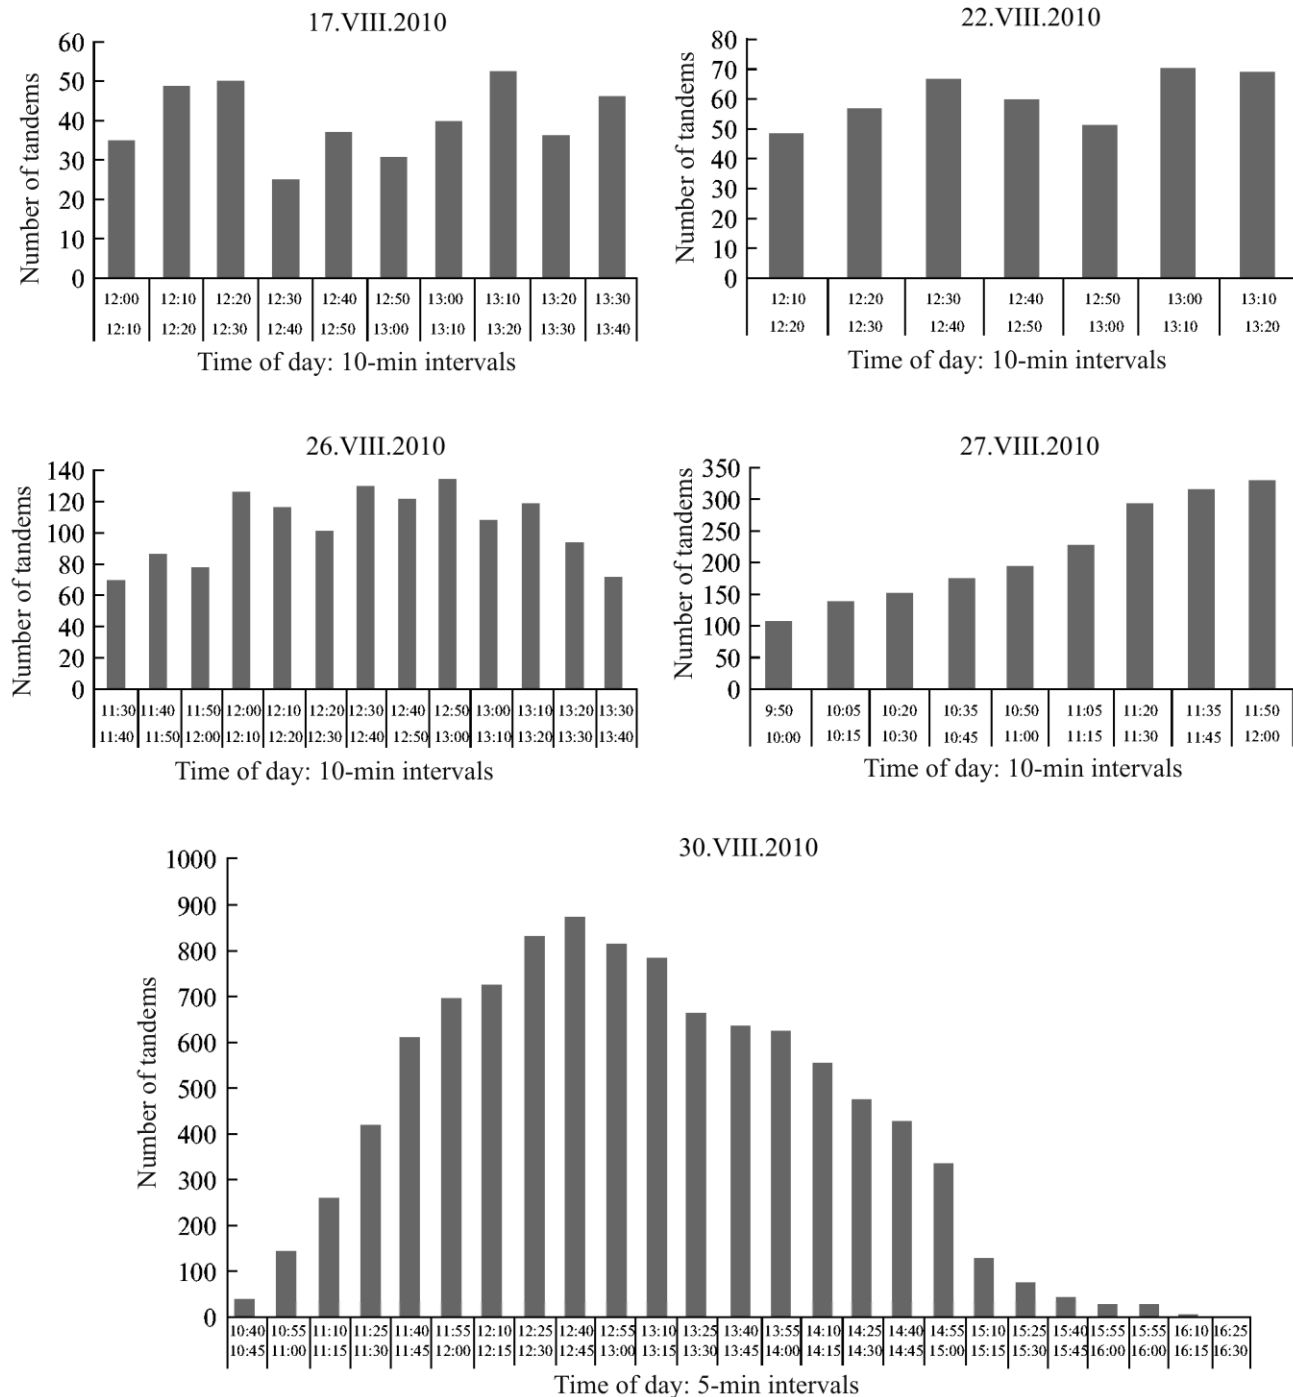 17.VIII.2010
Number of tandems
60
50
40
30
20
10
0
12:00 12:10 12:20 12:30 12:40 12:50 13:00 13:10 13:20 13:30
12:10 12:20 12:30 12:40 12:50 13:00 13:10 13:20 13:30 13:40
Time of day: 10-min intervals
22.VIII.2010
Number of tandems
80
70
60
50
40
30
20
10
0
12:10 12:20 12:30 12:40 12:50 13:00 13:10
12:20 12:30 12:40 12:50 13:00 13:10 13:20
Time of day: 10-min intervals
26.VIII.2010
Number of tandems
140
120
100
80
60
40
20
0
11:30 11:40 11:50 12:00 12:10 12:20 12:30 12:40 12:50 13:00 13:10 13:20 13:30
11:40 11:50 12:00 12:10 12:20 12:30 12:40 12:50 13:00 13:10 13:20 13:30 13:40
Time of day: 10-min intervals
27.VIII.2010
Number of tandems
350
300
250
200
150
100
50
0
9:50 10:05 10:20 10:35 10:50 11:05 11:20 11:35 11:50
10:00 10:15 10:30 10:45 11:00 11:15 11:30 11:45 12:00
Time of day: 10-min intervals
30.VIII.2010
Number of tandems
1000
900
800
700
600
500
400
300
200
100
0
10:40 10:55 11:10 11:25 11:40 11:55 12:10 12:25 12:40 12:55 13:10 13:25 13:40 13:55 14:10 14:25 14:40 14:55 15:10 15:25 15:40 15:55 15:55 16:10 16:25
10:45 11:00 11:15 11:30 11:45 12:00 12:15 12:30 12:45 13:00 13:15 13:30 13:45 14:00 14:15 14:30 14:45 15:00 15:15 15:30 15:45 16:00 16:00 16:15 16:30
Time of day: 5-min intervals